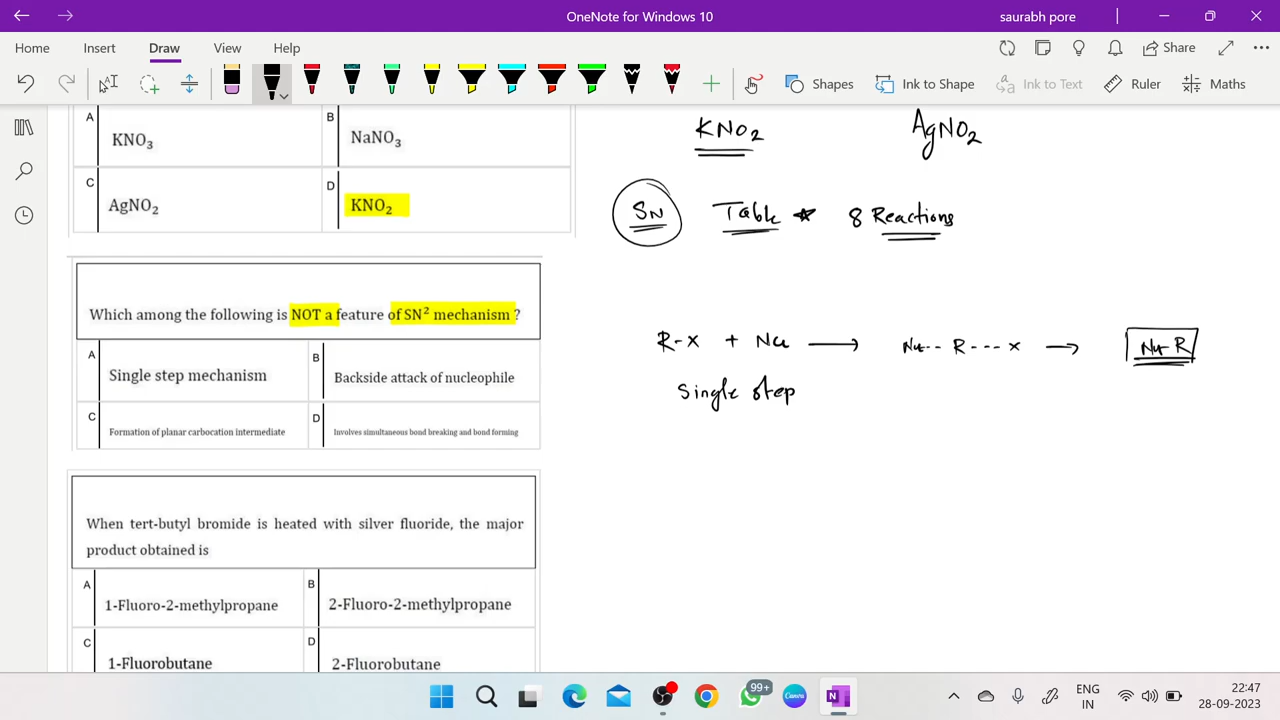 OneNote for Windows 10
saurabh pore
Home Insert Draw View Help
Share
Shapes Ink to Shape Ink to Text Ruler Maths
A KNO₃ B NaNO₃
C AgNO₂ D KNO₂
KNO₂ AgNO₂
SN Table 8 Reactions
Which among the following is NOT a feature of SN² mechanism ?
A Single step mechanism B Backside attack of nucleophile
C Formation of planar carbocation intermediate D Involves simultaneous bond breaking and bond forming
R-X + Nu → Nu-- R --- X → Nu-R
Single step
When tert-butyl bromide is heated with silver fluoride, the major
product obtained is
A 1-Fluoro-2-methylpropane B 2-Fluoro-2-methylpropane
C 1-Fluorobutane D 2-Fluorobutane
99+
Canva
ENG
IN
22:47
28-09-2023